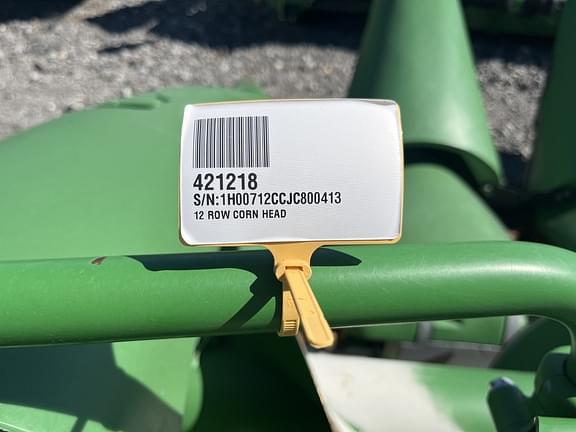 421218
S/N:1H00712CCJC800413
12 ROW CORN HEAD